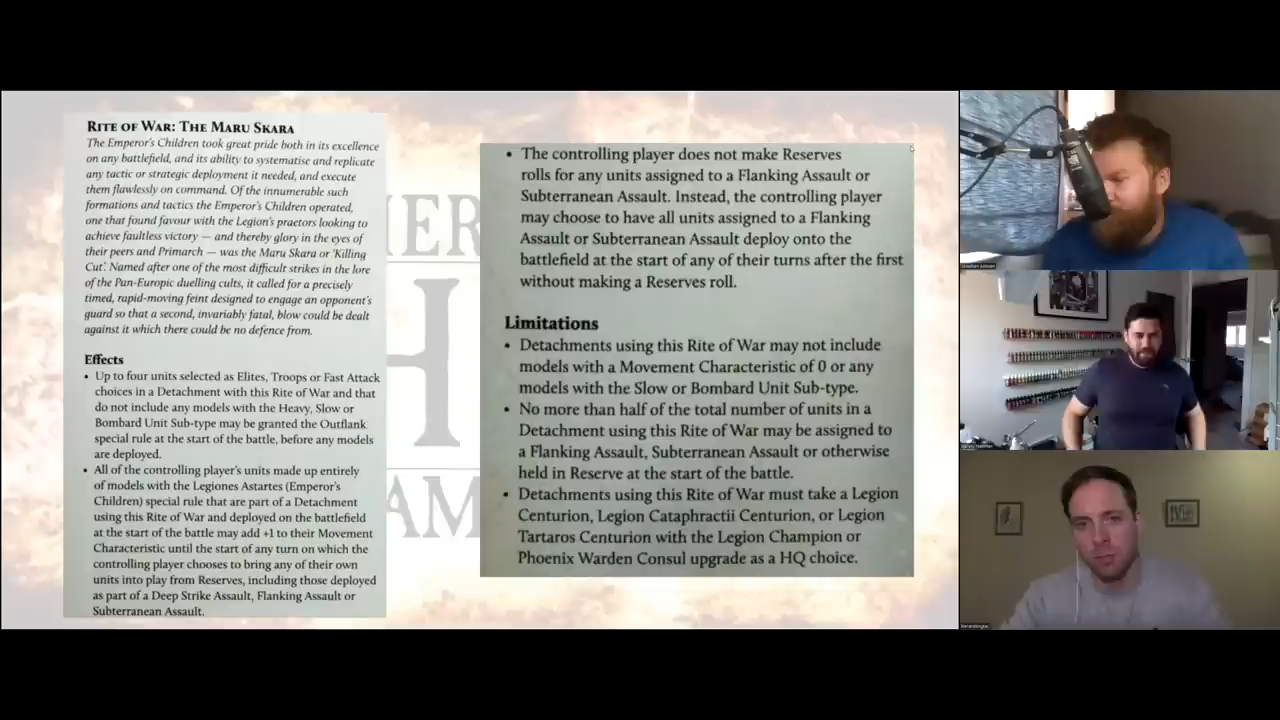 RITE OF WAR: THE MARU SKARA
The Emperor's Children took great pride both in its excellence
on any battlefield, and its ability to systematise and replicate
any tactic or strategic deployment it needed, and execute
them flawlessly on command. Of the innumerable such
formations and tactics the Emperor's Children operated,
one that found favour with the Legion's praetors looking to
achieve faultless victory — and thereby glory in the eyes of
their peers and Primarch — was the Maru Skara or 'Killing
Cut'. Named after one of the most difficult strikes in the lore
of the Pan-Europic duelling cults, it called for a precisely
timed, rapid-moving feint designed to engage an opponent's
guard so that a second, invariably fatal, blow could be dealt
against it which there could be no defence from.
Effects
• Up to four units selected as Elites, Troops or Fast Attack
choices in a Detachment with this Rite of War and that
do not include any models with the Heavy, Slow or
Bombard Unit Sub-type may be granted the Outflank
special rule at the start of the battle, before any models
are deployed.
• All of the controlling player's units made up entirely
of models with the Legiones Astartes (Emperor's
Children) special rule that are part of a Detachment
using this Rite of War and deployed on the battlefield
at the start of the battle may add +1 to their Movement
Characteristic until the start of any turn on which the
controlling player chooses to bring any of their own
units into play from Reserves, including those deployed
as part of a Deep Strike Assault, Flanking Assault or
Subterranean Assault.
• The controlling player does not make Reserves
rolls for any units assigned to a Flanking Assault or
Subterranean Assault. Instead, the controlling player
may choose to have all units assigned to a Flanking
Assault or Subterranean Assault deploy onto the
battlefield at the start of any of their turns after the first
without making a Reserves roll.
Limitations
• Detachments using this Rite of War may not include
models with a Movement Characteristic of 0 or any
models with the Slow or Bombard Unit Sub-type.
• No more than half of the total number of units in a
Detachment using this Rite of War may be assigned to
a Flanking Assault, Subterranean Assault or otherwise
held in Reserve at the start of the battle.
• Detachments using this Rite of War must take a Legion
Centurion, Legion Cataphractii Centurion, or Legion
Tartaros Centurion with the Legion Champion or
Phoenix Warden Consul upgrade as a HQ choice.
HER
H
AM